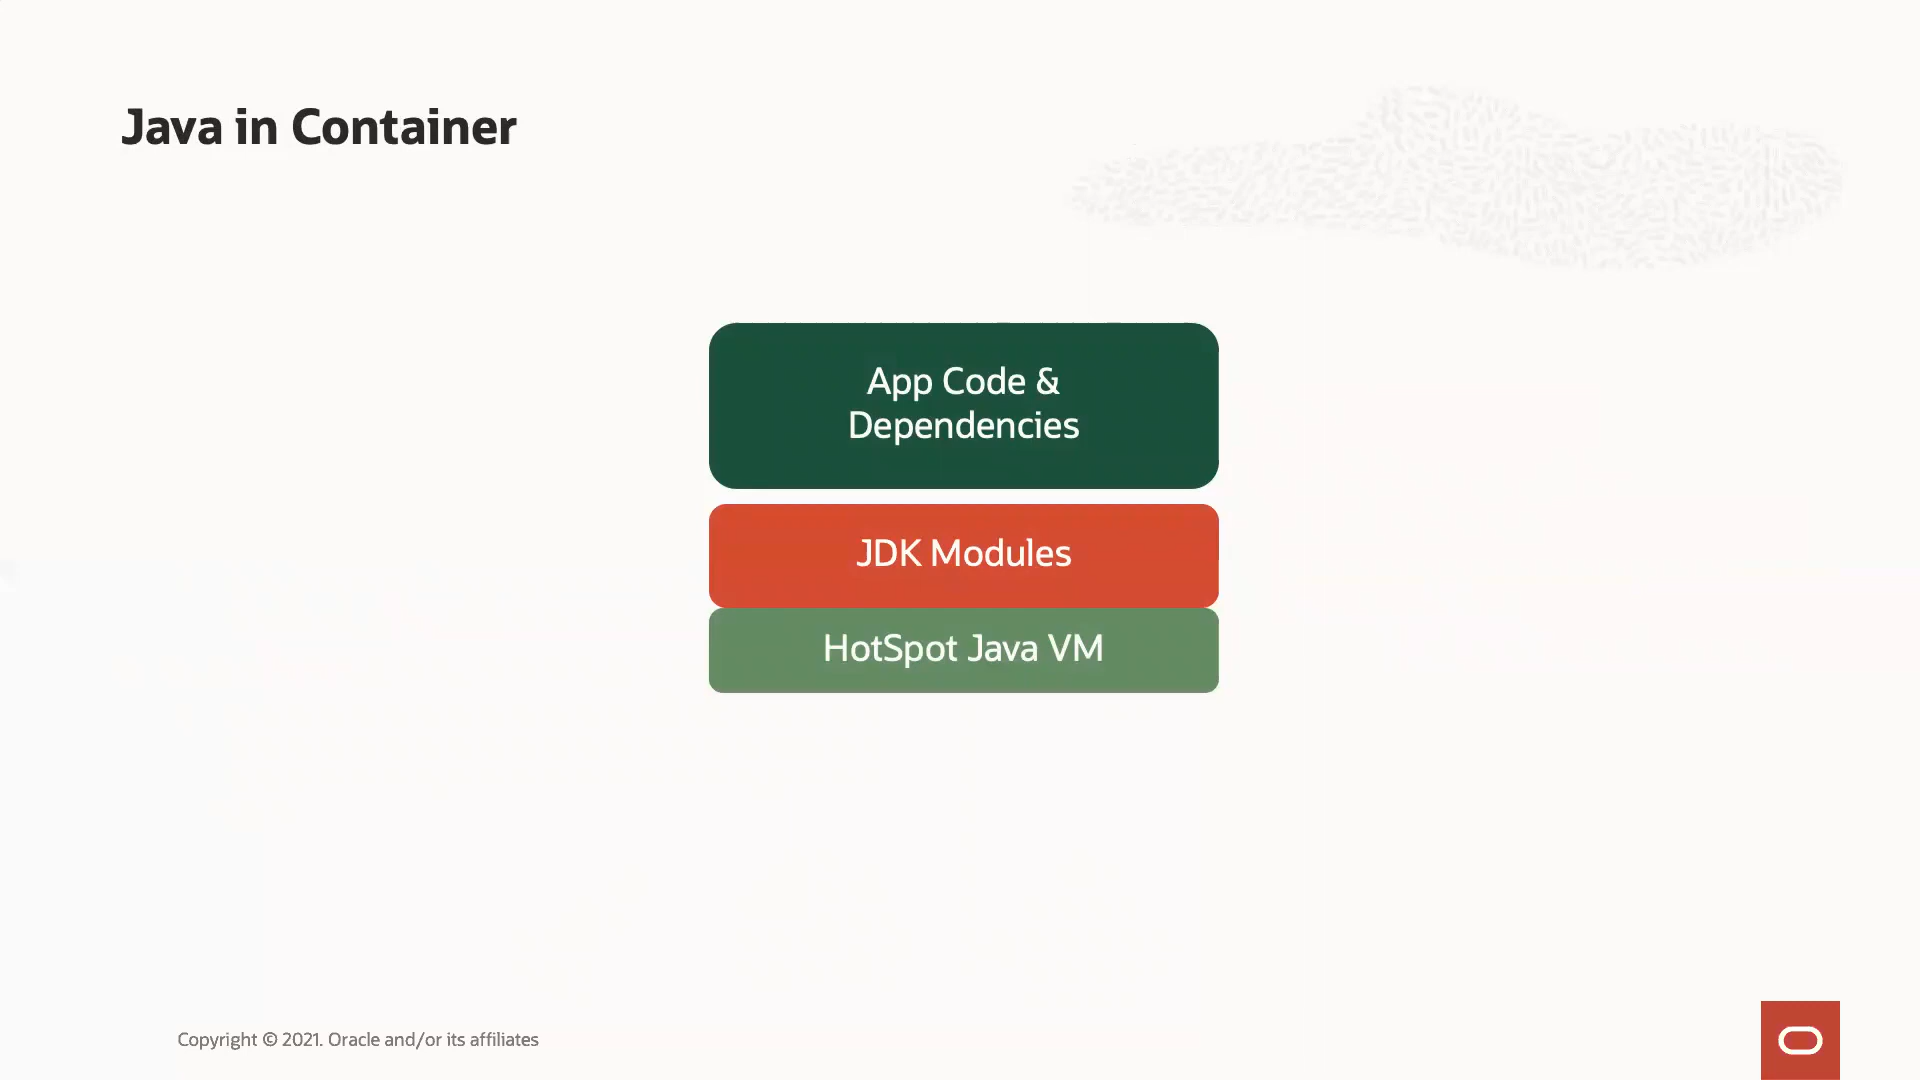 Java in Container
App Code &
Dependencies
JDK Modules
HotSpot Java VM
Copyright © 2021. Oracle and/or its affiliates